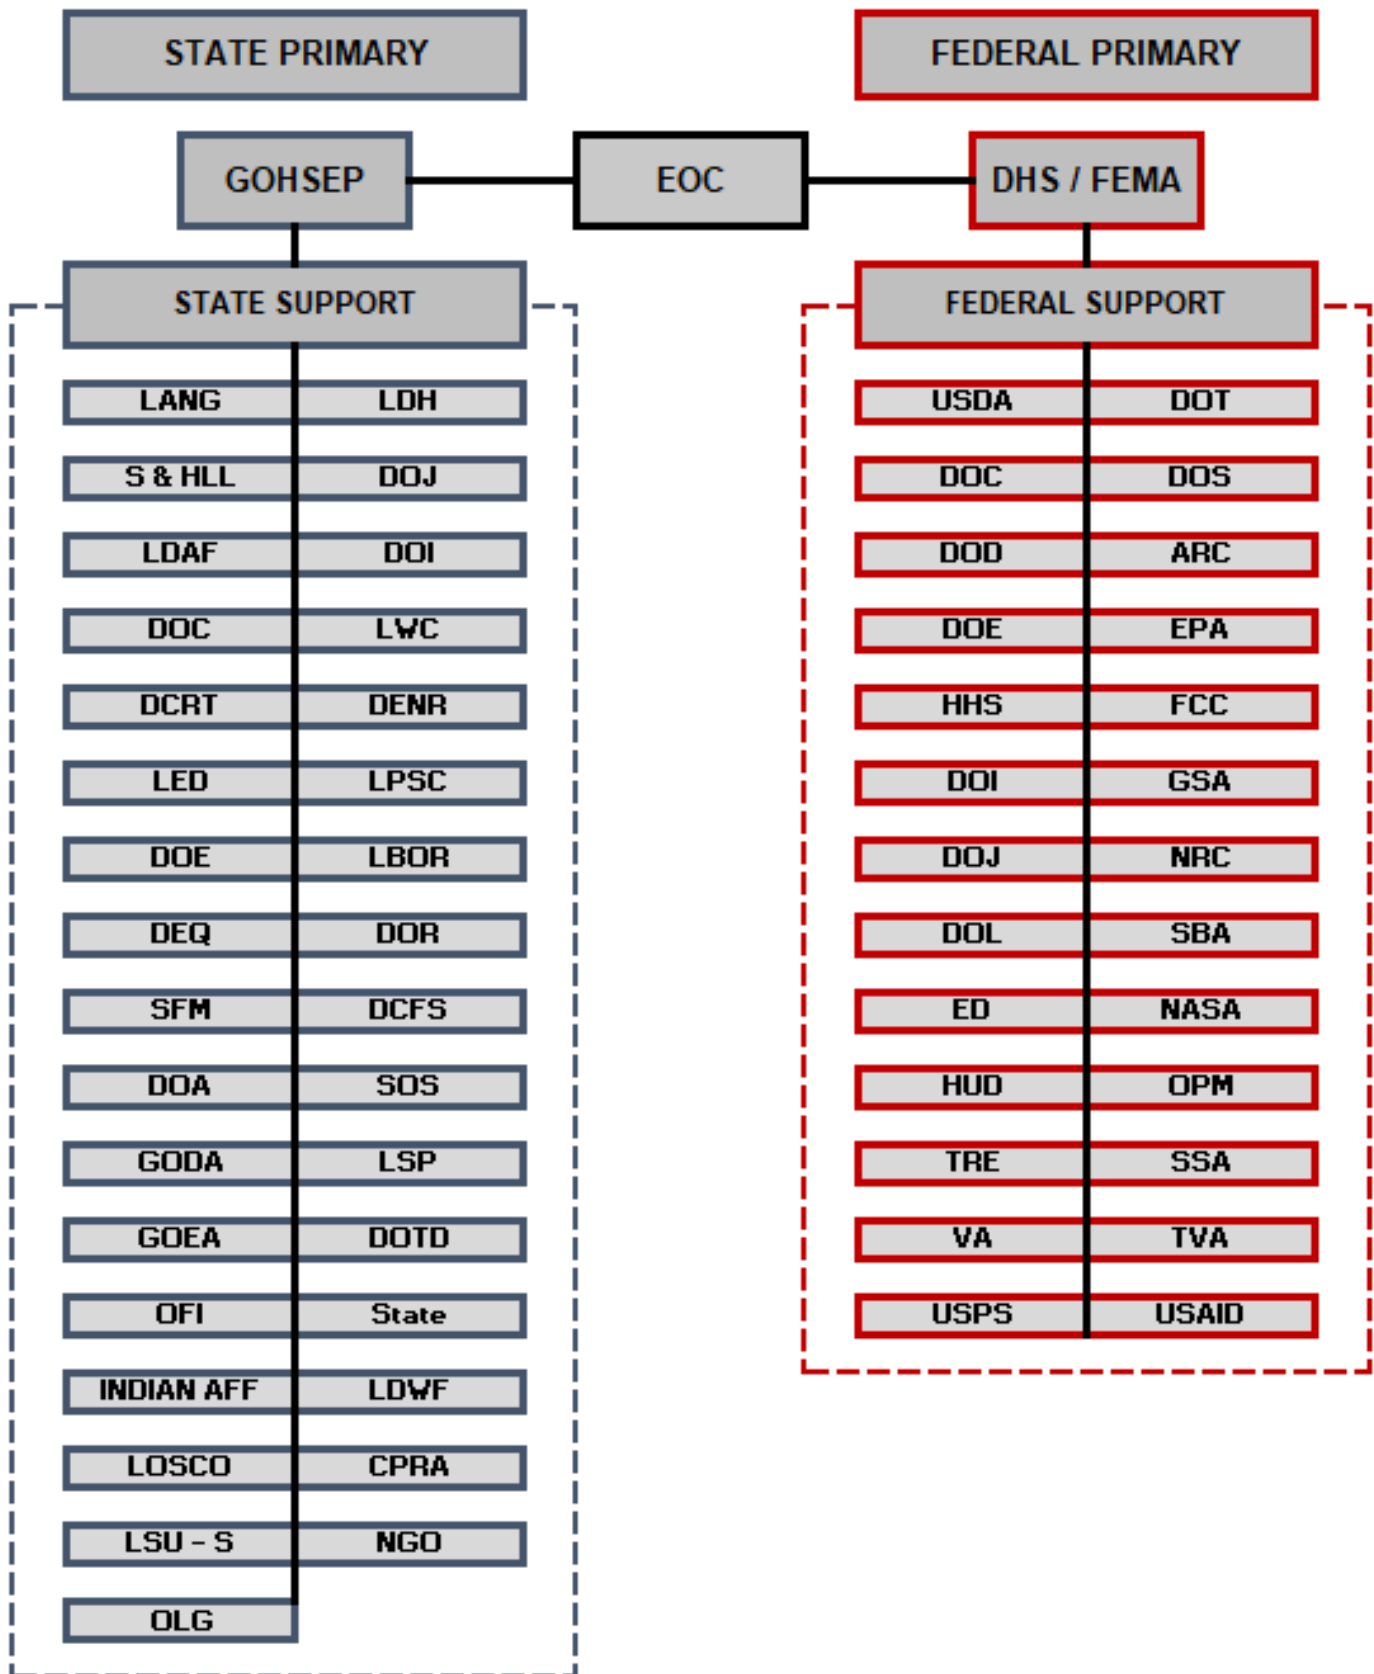 STATE PRIMARY
FEDERAL PRIMARY
GOHSEP
EOC
DHS / FEMA
STATE SUPPORT
LANG LDH
S & HLL DOJ
LDAF DOI
DOC LWC
DCRT DENR
LED LPSC
DOE LBOR
DEQ DOR
SFM DCFS
DOA SOS
GODA LSP
GOEA DOTD
OFI State
INDIAN AFF LDWF
LOSCO CPRA
LSU - S NGO
OLG
FEDERAL SUPPORT
USDA DOT
DOC DOS
DOD ARC
DOE EPA
HHS FCC
DOI GSA
DOJ NRC
DOL SBA
ED NASA
HUD OPM
TRE SSA
VA TVA
USPS USAID